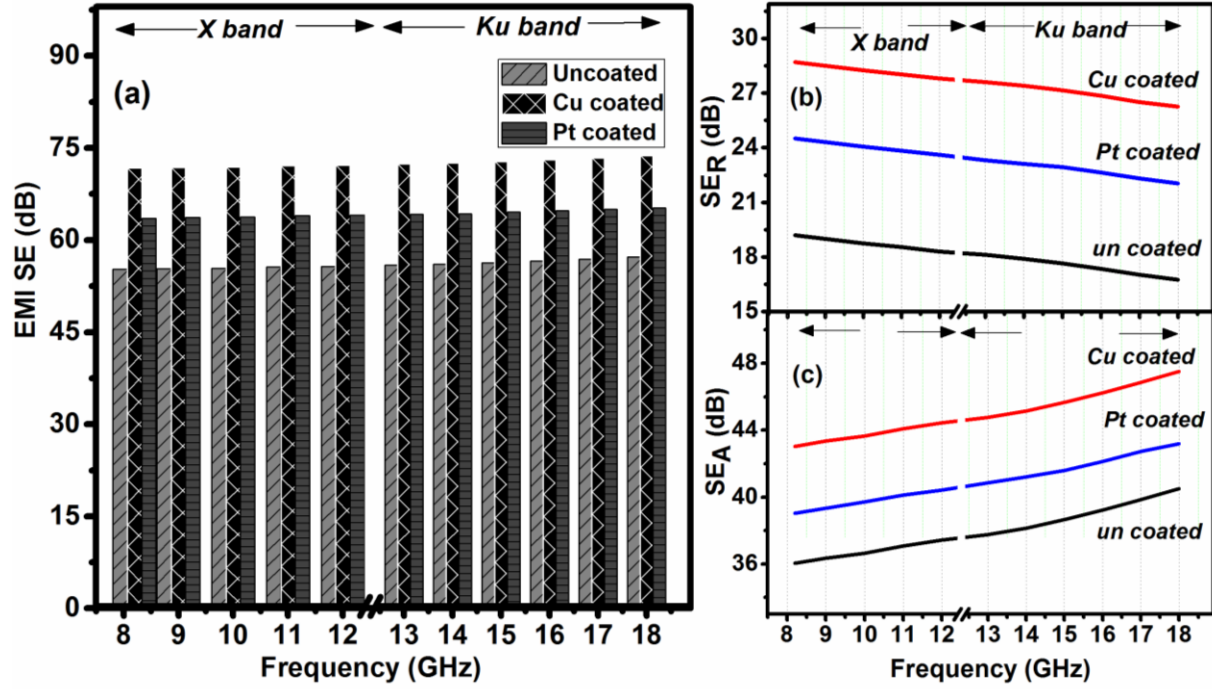 X band
Ku band
(a)
Uncoated
Cu coated
Pt coated
EMI SE (dB)
90
75
60
45
30
15
0
8 9 10 11 12 13 14 15 16 17 18
Frequency (GHz)
X band
Ku band
(b)
Cu coated
Pt coated
un coated
SER (dB)
30
27
24
21
18
15
(c)
Cu coated
Pt coated
un coated
SEA (dB)
48
44
40
36
8 9 10 11 12 13 14 15 16 17 18
Frequency (GHz)